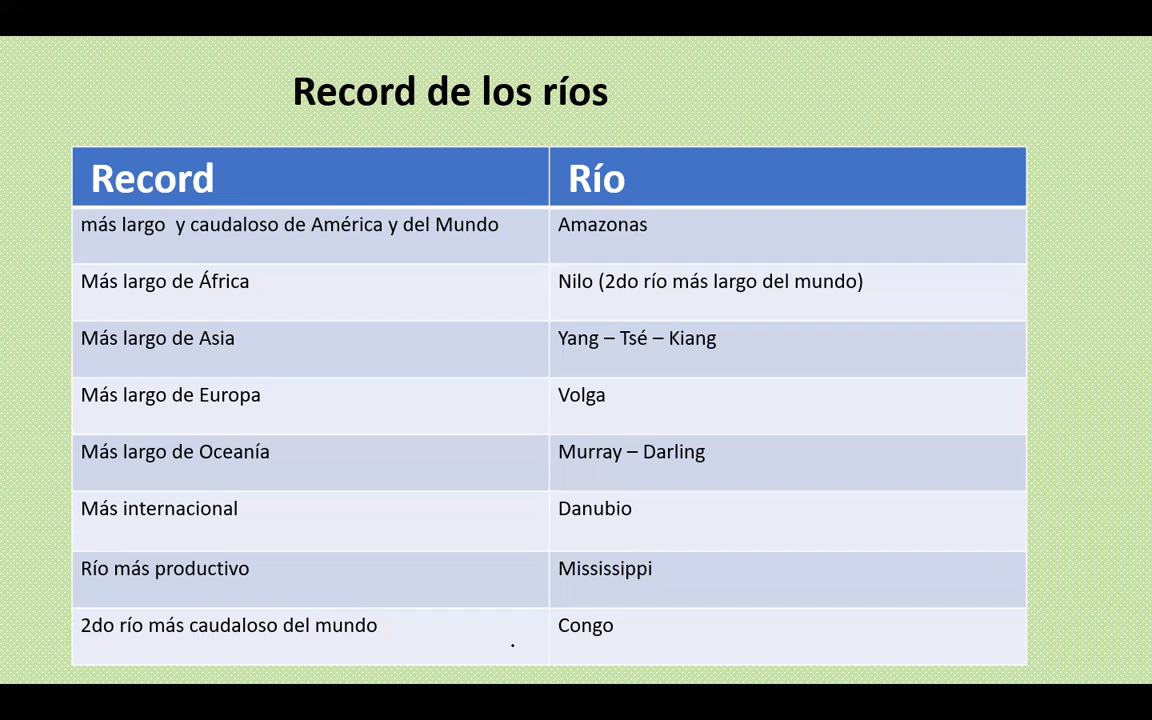 Record de los ríos
Record Río
más largo y caudaloso de América y del Mundo Amazonas
Más largo de África Nilo (2do río más largo del mundo)
Más largo de Asia Yang – Tsé – Kiang
Más largo de Europa Volga
Más largo de Oceanía Murray – Darling
Más internacional Danubio
Río más productivo Mississippi
2do río más caudaloso del mundo Congo